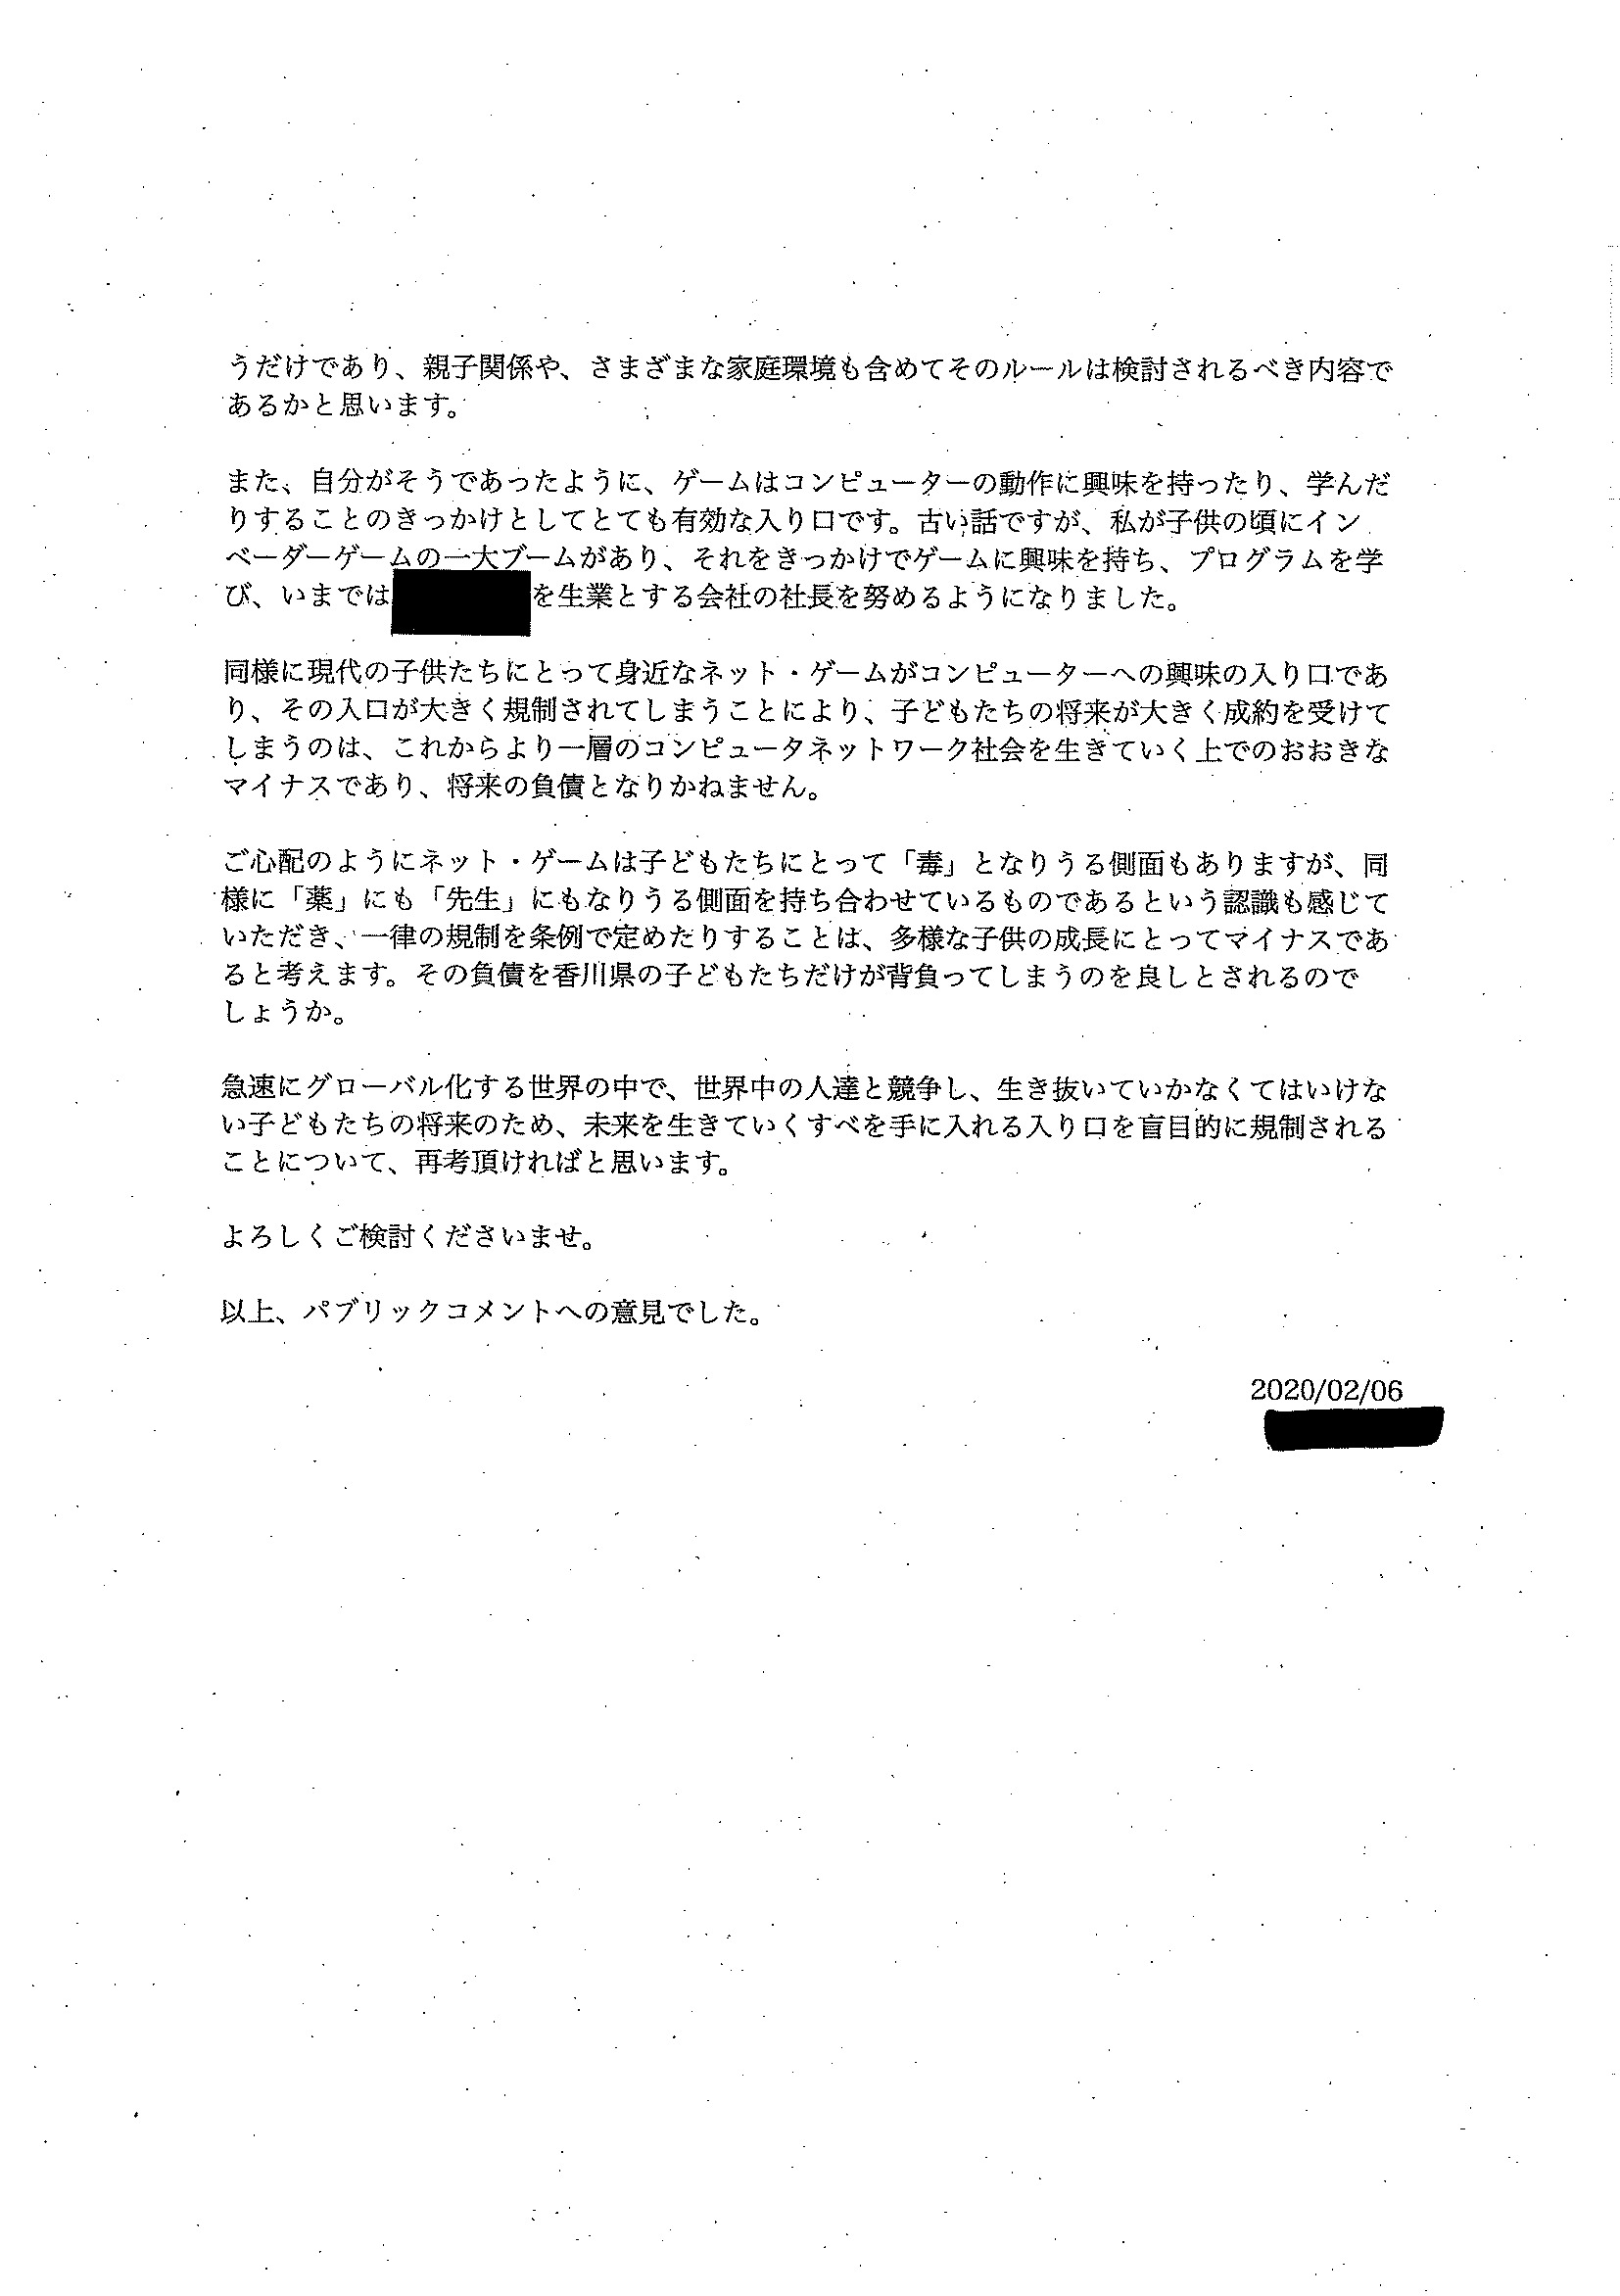 うだけであり、親子関係や、さまざまな家庭環境も含めてそのルールは検討されるべき内容で
あるかと思います。
また、自分がそうであったように、ゲームはコンピューターの動作に興味を持ったり、学んだ
りすることのきっかけとしてとても有効な入り口です。古い話ですが、私が子供の頃にイン
ベーダーゲームの一大ブームがあり、それをきっかけでゲームに興味を持ち、プログラムを学
び、いまでは
を生業とする会社の社長を努めるようになりました。
同様に現代の子供たちにとって身近なネット・ゲームがコンピューターへの興味の入り口であ
り、その入口が大きく規制されてしまうことにより、子どもたちの将来が大きく成約を受けて
しまうのは、これからより一層のコンピュータネットワーク社会を生きていく上でのおおきな
マイナスであり、将来の負債となりかねません。
ご心配のようにネット・ゲームは子どもたちにとって「毒」となりうる側面もありますが、同
様に「薬」にも「先生」にもなりうる側面を持ち合わせているものであるという認識も感じて
いただき、一律の規制を条例で定めたりすることは、多様な子供の成長にとってマイナスであ
ると考えます。その負債を香川県の子どもたちだけが背負ってしまうのを良しとされるので
しょうか。
急速にグローバル化する世界の中で、世界中の人達と競争し、生き抜いていかなくてはいけな
い子どもたちの将来のため、未来を生きていくすべを手に入れる入り口を盲目的に規制される
ことについて、再考頂ければと思います。
よろしくご検討くださいませ。
以上、パブリックコメントへの意見でした。
2020/02/06